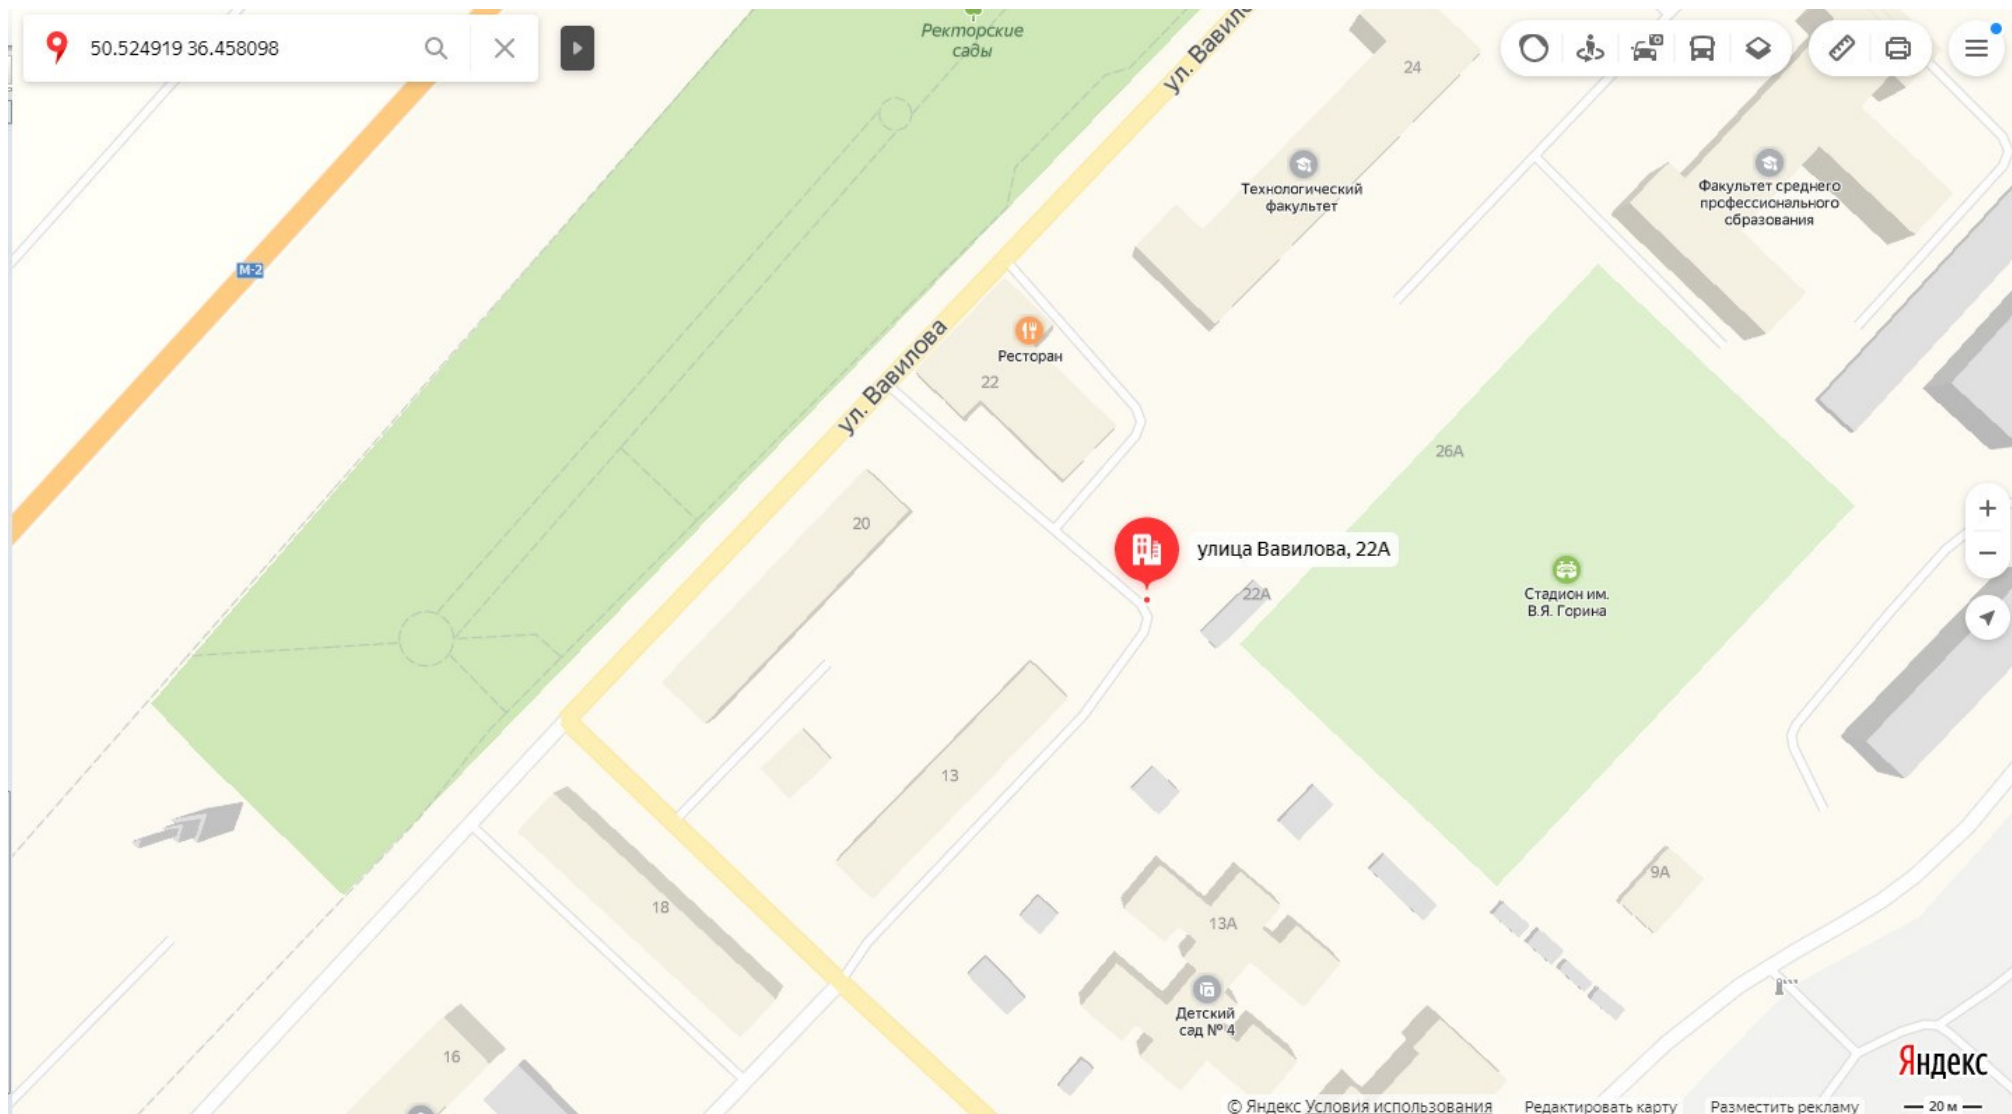 50.524919 36.458098
Ректорские
сады
ул. Вавило
24
Технологический
факультет
Факультет среднего
профессионального
образования
М-2
ул. Вавилова
Ресторан
22
26А
20
улица Вавилова, 22А
22А
Стадион им.
В.Я. Горина
13
9А
18
13А
Детский
сад № 4
16
Яндекс
© Яндекс Условия использования
Редактировать карту
Разместить рекламу
20 м